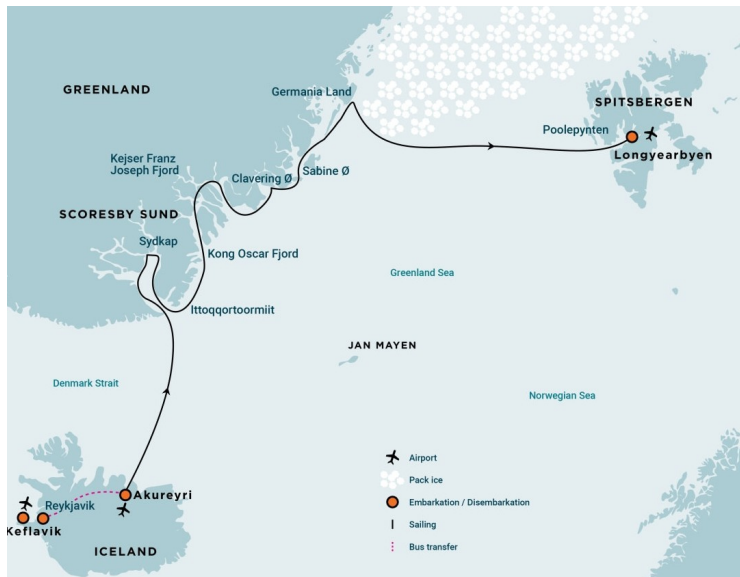 GREENLAND
Germania Land
SPITSBERGEN
Poolepynten
Longyearbyen
Kejser Franz
Joseph Fjord
Clavering Ø
Sabine Ø
SCORESBY SUND
Sydkap
Kong Oscar Fjord
Greenland Sea
Ittoqqortoormiit
JAN MAYEN
Denmark Strait
Norwegian Sea
Airport
Pack ice
Embarkation / Disembarkation
Sailing
Bus transfer
Akureyri
Reykjavik
Keflavik
ICELAND